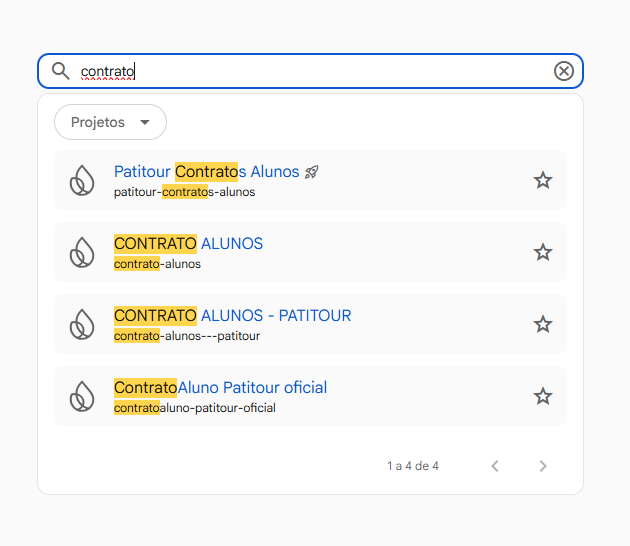 contrato
Projetos
Patitour Contratos Alunos
patitour-contratos-alunos
CONTRATO ALUNOS
contrato-alunos
CONTRATO ALUNOS - PATITOUR
contrato-alunos---patitour
ContratoAluno Patitour oficial
contratoaluno-patitour-oficial
1 a 4 de 4